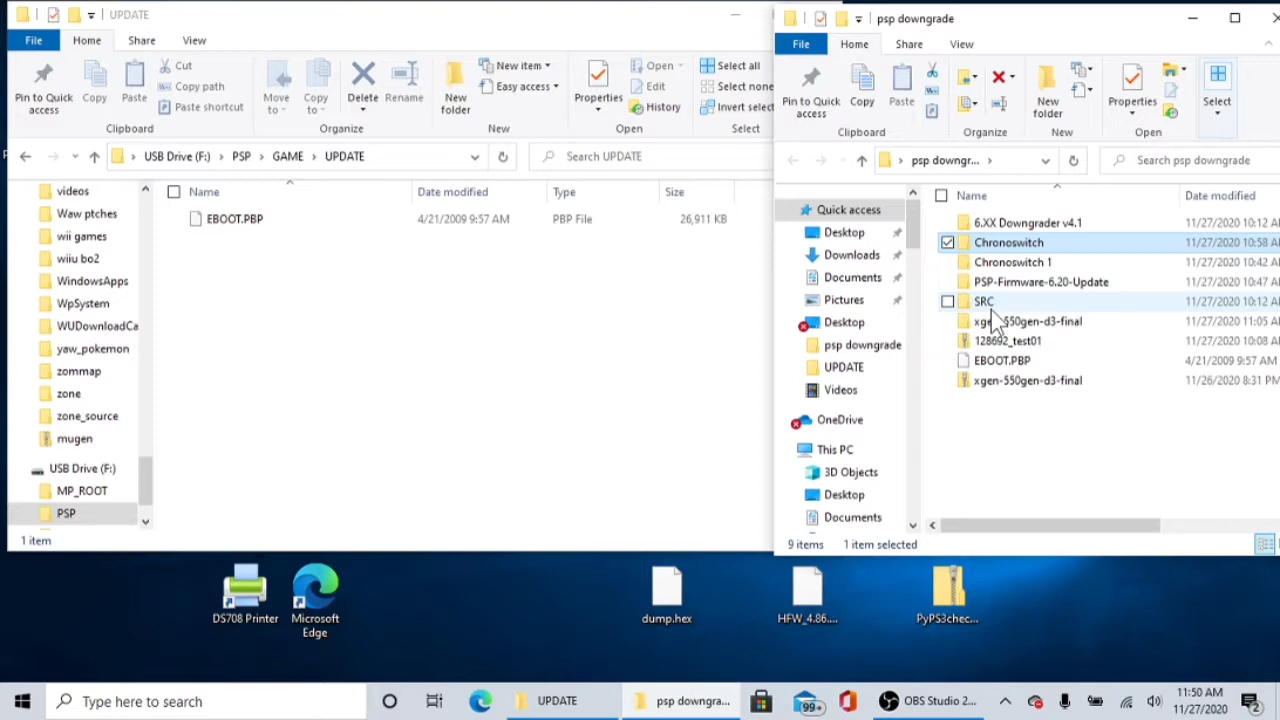 UPDATE
File Home Share View
Pin to Quick access
Copy
Paste
Cut
Copy path
Paste shortcut
Clipboard
Move to
Copy to
Delete
Rename
Organize
New folder
New item
Easy access
New
Properties
Open
Edit
History
Open
Select all
Select none
Invert select
Select
USB Drive (F:) PSP GAME UPDATE
Search UPDATE
Name Date modified Type Size
EBOOT.PBP 4/21/2009 9:57 AM PBP File 26,911 KB
videos
Waw ptches
wii games
wiiu bo2
WindowsApps
WpSystem
WUDownloadCa
yaw_pokemon
zommap
zone
zone_source
mugen
USB Drive (F:)
MP_ROOT
PSP
1 item
psp downgrade
File Home Share View
Pin to Quick access
Copy
Paste
Clipboard
Organize
New folder
New
Properties
Open
Select
psp downgr...
Search psp downgrade
Name Date modified
6.XX Downgrader v4.1 11/27/2020 10:12 A
Chronoswitch 11/27/2020 10:58 A
Chronoswitch 1 11/27/2020 10:42 A
PSP-Firmware-6.20-Update 11/27/2020 10:47 A
SRC 11/27/2020 10:12 A
xgen-550gen-d3-final 11/27/2020 11:05 A
128692_test01 11/27/2020 10:08 A
EBOOT.PBP 4/21/2009 9:57 AM
xgen-550gen-d3-final 11/26/2020 8:31 P
Quick access
Desktop
Downloads
Documents
Pictures
Desktop
psp downgrade
UPDATE
Videos
OneDrive
This PC
3D Objects
Desktop
Documents
9 items 1 item selected
DS708 Printer
Microsoft Edge
dump.hex
HFW_4.86....
PyPS3chec...
Type here to search
UPDATE
psp downgra...
99+
OBS Studio 2...
11:50 AM
11/27/2020
2